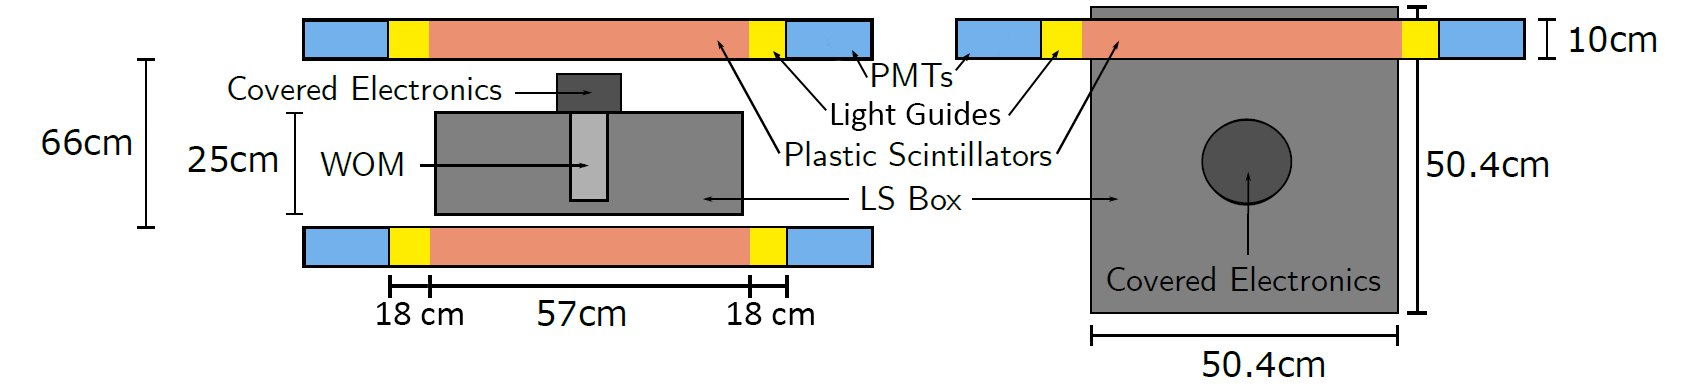 66cm
25cm
Covered Electronics
WOM
18 cm
57cm
18 cm
PMTs
Light Guides
Plastic Scintillators
LS Box
Covered Electronics
10cm
50.4cm
50.4cm